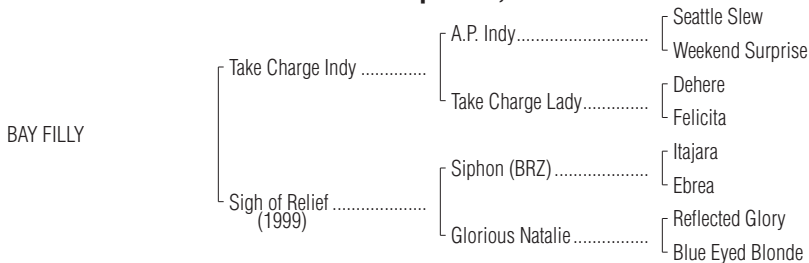 Seattle Slew
A.P. Indy..............................
Weekend Surprise
Take Charge Indy ...............
Dehere
Take Charge Lady...............
Felicita
BAY FILLY
Itajara
Siphon (BRZ).....................
Ebrea
Sigh of Relief .....................
(1999)
Reflected Glory
Glorious Natalie.................
Blue Eyed Blonde